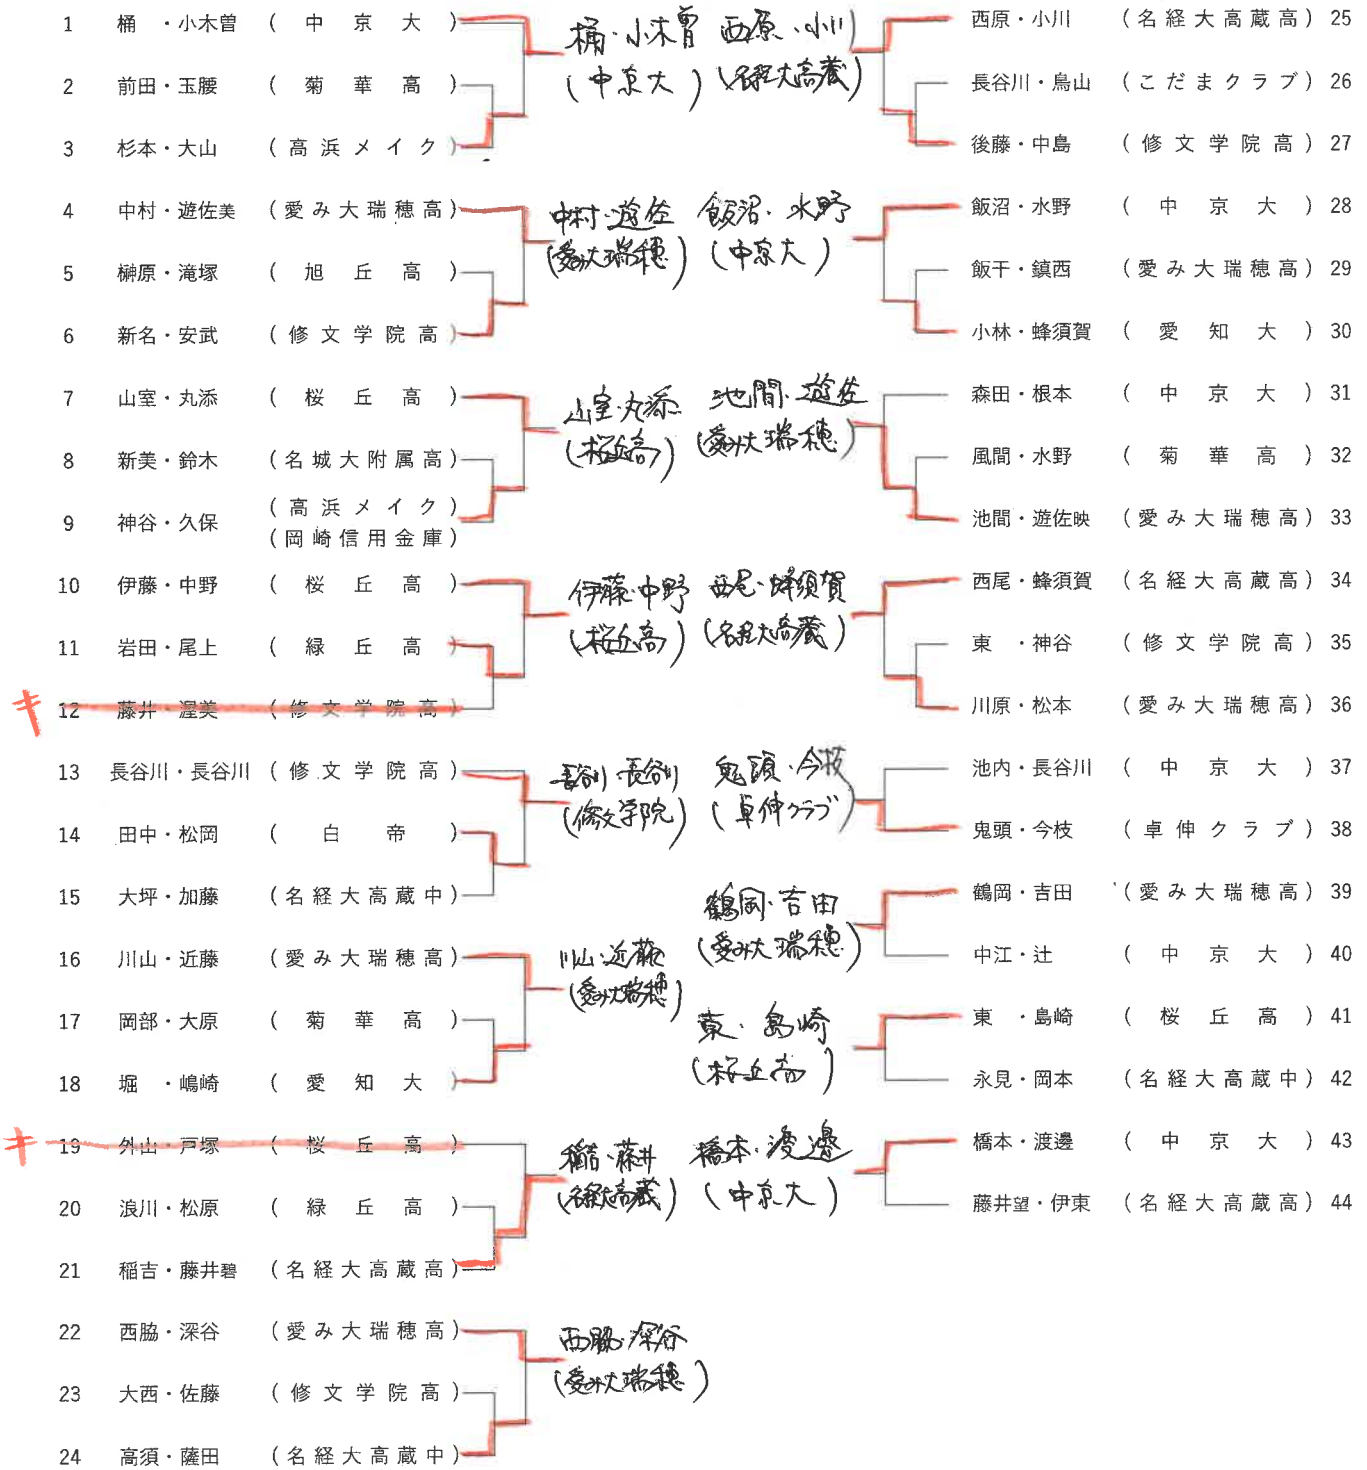 1 桶 ・小木曽 ( 中 京 大 )
2 前田・玉腰 ( 菊 華 高 )
3 杉本・大山 ( 高 浜 メ イ ク )
桶・小木曽
(中京大)
4 中村・遊佐美 ( 愛 み 大 瑞 穂 高 )
5 榊原・滝塚 ( 旭 丘 高 )
6 新名・安武 ( 修 文 学 院 高 )
中村・遊佐
(愛み大瑞穂)
7 山室・丸添 ( 桜 丘 高 )
8 新美・鈴木 ( 名 城 大 附 属 高 )
9 神谷・久保 ( 高 浜 メ イ ク )
( 岡 崎 信 用 金 庫 )
山室・丸添
(桜丘高)
10 伊藤・中野 ( 桜 丘 高 )
11 岩田・尾上 ( 緑 丘 高 )
キ 12 藤井・渥美 ( 修 文 学 院 高 )
伊藤・中野
(桜丘高)
13 長谷川・長谷川 ( 修 文 学 院 高 )
14 田中・松岡 ( 白 帝 )
15 大坪・加藤 ( 名 経 大 高 蔵 中 )
長谷川・長谷川
(修文学院)
16 川山・近藤 ( 愛 み 大 瑞 穂 高 )
17 岡部・大原 ( 菊 華 高 )
18 堀 ・嶋崎 ( 愛 知 大 )
川山・近藤
(愛み大瑞穂)
キ 19 外山・戸塚 ( 桜 丘 高 )
20 浪川・松原 ( 緑 丘 高 )
21 稲吉・藤井碧 ( 名 経 大 高 蔵 高 )
稲吉・藤井
(名経大高蔵)
22 西脇・深谷 ( 愛 み 大 瑞 穂 高 )
23 大西・佐藤 ( 修 文 学 院 高 )
24 高須・薩田 ( 名 経 大 高 蔵 中 )
西脇・深谷
(愛み大瑞穂)
西原・小川 ( 名 経 大 高 蔵 高 ) 25
長谷川・鳥山 ( こ だ ま ク ラ ブ ) 26
後藤・中島 ( 修 文 学 院 高 ) 27
西原・小川
(名経大高蔵)
飯沼・水野 ( 中 京 大 ) 28
飯干・鎮西 ( 愛 み 大 瑞 穂 高 ) 29
小林・蜂須賀 ( 愛 知 大 ) 30
飯沼・水野
(中京大)
森田・根本 ( 中 京 大 ) 31
風間・水野 ( 菊 華 高 ) 32
池間・遊佐映 ( 愛 み 大 瑞 穂 高 ) 33
池間・遊佐
(愛み大瑞穂)
西尾・蜂須賀 ( 名 経 大 高 蔵 高 ) 34
東 ・神谷 ( 修 文 学 院 高 ) 35
川原・松本 ( 愛 み 大 瑞 穂 高 ) 36
西尾・蜂須賀
(名経大高蔵)
池内・長谷川 ( 中 京 大 ) 37
鬼頭・今枝 ( 卓 伸 ク ラ ブ ) 38
鬼頭・今枝
(卓伸クラブ)
鶴岡・吉田 ( 愛 み 大 瑞 穂 高 ) 39
中江・辻 ( 中 京 大 ) 40
鶴岡・吉田
(愛み大瑞穂)
東 ・島崎 ( 桜 丘 高 ) 41
永見・岡本 ( 名 経 大 高 蔵 中 ) 42
東・島崎
(桜丘高)
橋本・渡邊 ( 中 京 大 ) 43
藤井望・伊東 ( 名 経 大 高 蔵 高 ) 44
橋本・渡邊
(中京大)